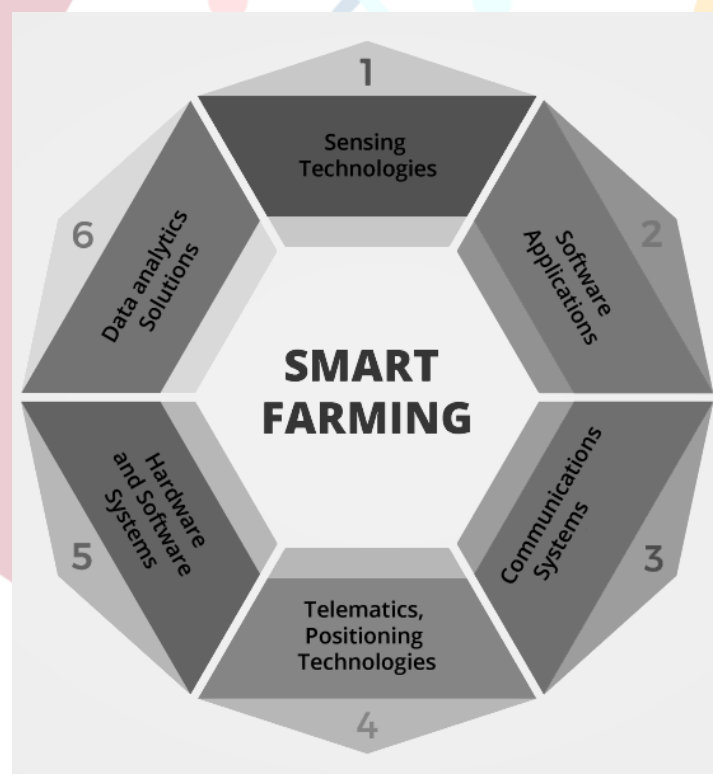 1
Sensing
Technologies
2
Software
Applications
3
Communications
Systems
4
Telematics,
Positioning
Technologies
5
Hardware
and Software
Systems
6
Data analytics
Solutions
SMART
FARMING